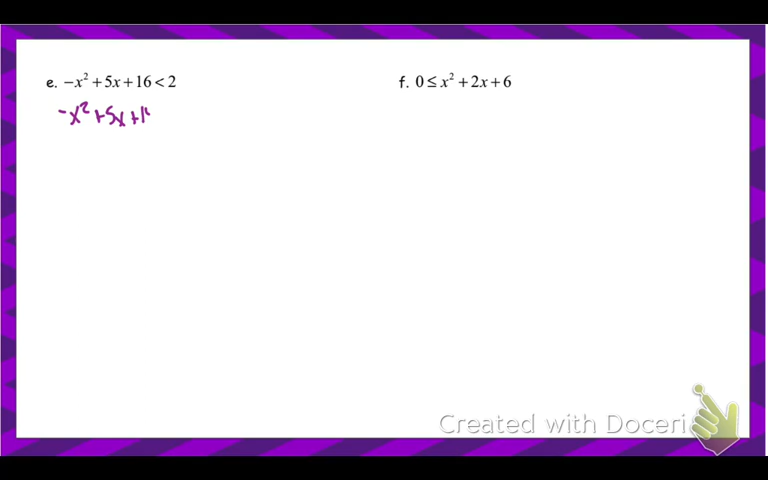 e. −x² + 5x + 16 < 2
-x² + 5x + 1
f. 0 ≤ x² + 2x + 6
Created with Doceri